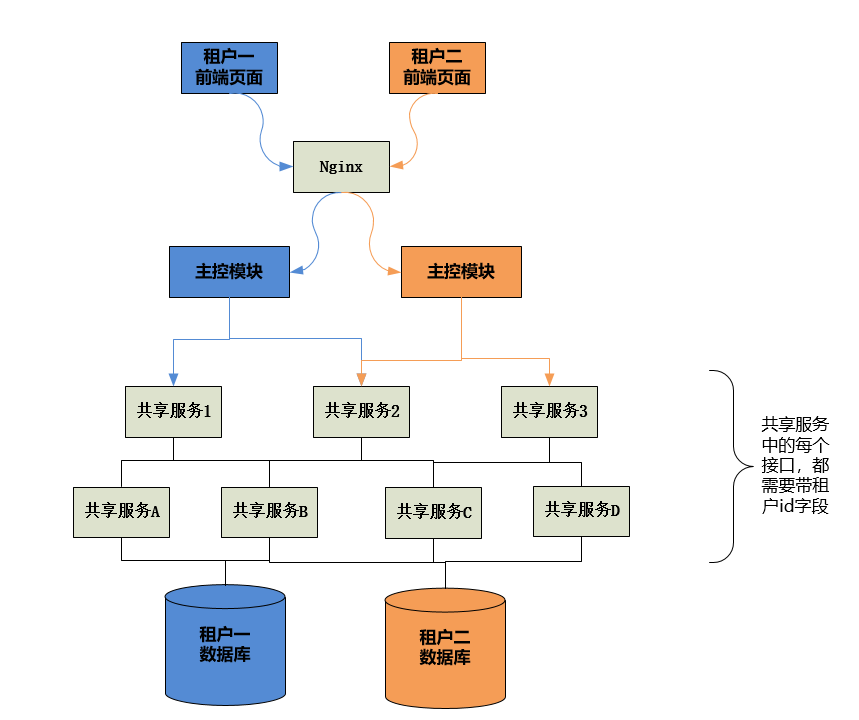 租户一
前端页面
租户二
前端页面
Nginx
主控模块
主控模块
共享服务1
共享服务2
共享服务3
共享服务
中的每个
接口，都
需要带租
户id字段
共享服务A
共享服务B
共享服务C
共享服务D
租户一
数据库
租户二
数据库